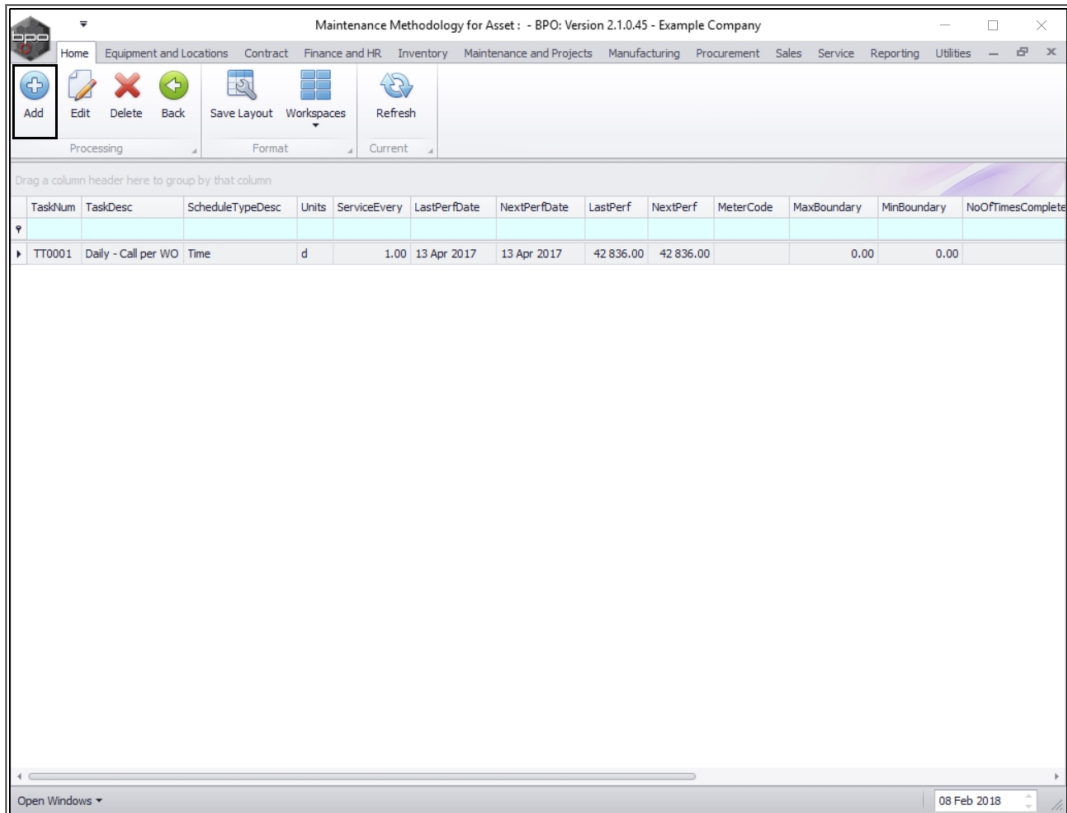 Maintenance Methodology for Asset : - BPO: Version 2.1.0.45 - Example Company
bpo
Home Equipment and Locations Contract Finance and HR Inventory Maintenance and Projects Manufacturing Procurement Sales Service Reporting Utilities
Add Edit Delete Back Save Layout Workspaces Refresh
Processing Format Current
Drag a column header here to group by that column
TaskNum TaskDesc ScheduleTypeDesc Units ServiceEvery LastPerfDate NextPerfDate LastPerf NextPerf MeterCode MaxBoundary MinBoundary NoOfTimesComplete
TT0001 Daily - Call per WO Time d 1.00 13 Apr 2017 13 Apr 2017 42 836.00 42 836.00 0.00 0.00
Open Windows 08 Feb 2018